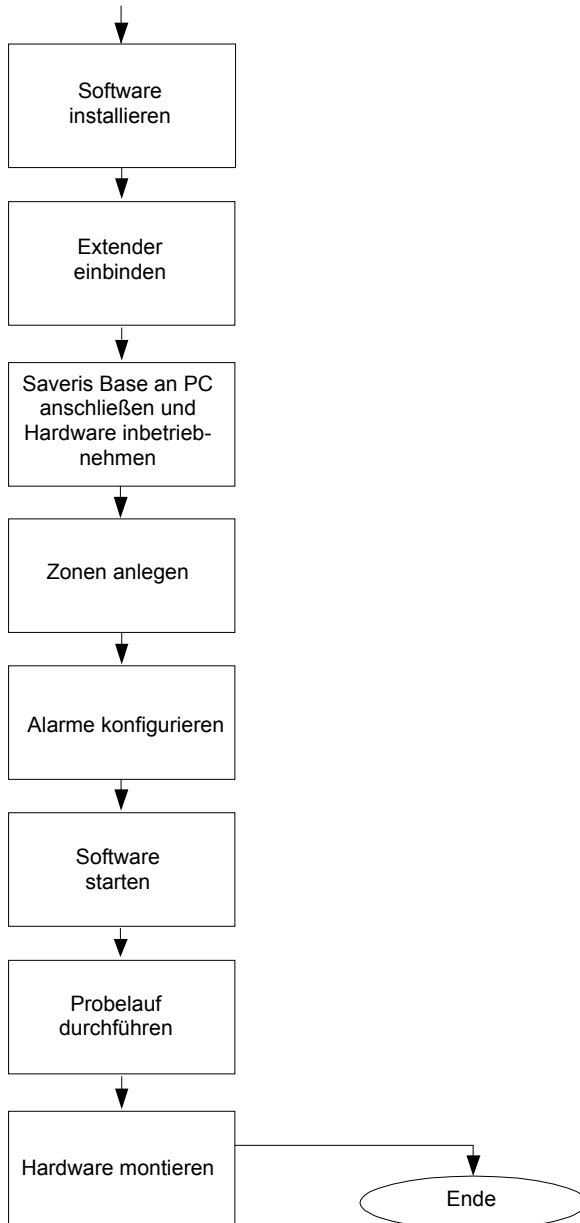 Software
installieren
Extender
einbinden
Saveris Base an PC
anschließen und
Hardware inbetrieb-
nehmen
Zonen anlegen
Alarme konfigurieren
Software
starten
Probelauf
durchführen
Hardware montieren
Ende